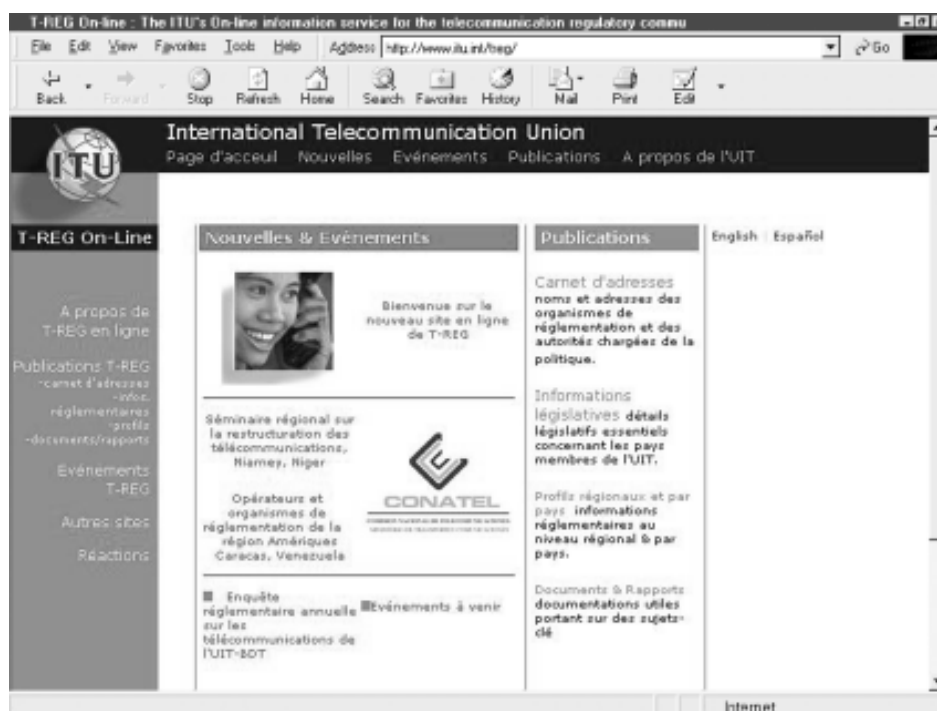 T-REG On-line : The ITU's On-line information service for the telecommunication regulatory commu
File Edit View Favorites Tools Help Address http://www.itu.int/treg/ Go
Back Forward Stop Refresh Home Search Favorites History Mail Print Edit
International Telecommunication Union
Page d'acceuil Nouvelles Evénements Publications A propos de l'UIT
ITU
T-REG On-Line
A propos de
T-REG en ligne
Publications T-REG
-carnet d'adresses
-infos.
réglementaires
-profils
-documents/rapports
Evénements
T-REG
Autres sites
Réactions
Nouvelles & Evénements
Bienvenue sur le
nouveau site en ligne
de T-REG
Séminaire régional sur
la restructuration des
télécommunications,
Niamey, Niger
Opérateurs et
organismes de
réglementation de la
région Amériques
Caracas, Venezuela
CONATEL
Enquête
réglementaire annuelle
sur les
télécommunications de
l'UIT-BDT
Evénements à venir
Publications
Carnet d'adresses
noms et adresses des
organismes de
réglementation et des
autorités chargées de la
politique.
Informations
législatives détails
législatifs essentiels
concernant les pays
membres de l'UIT.
Profils régionaux et par
pays informations
réglementaires au
niveau régional & par
pays.
Documents & Rapports
documentations utiles
portant sur des sujets-
clé
English Español
Internet